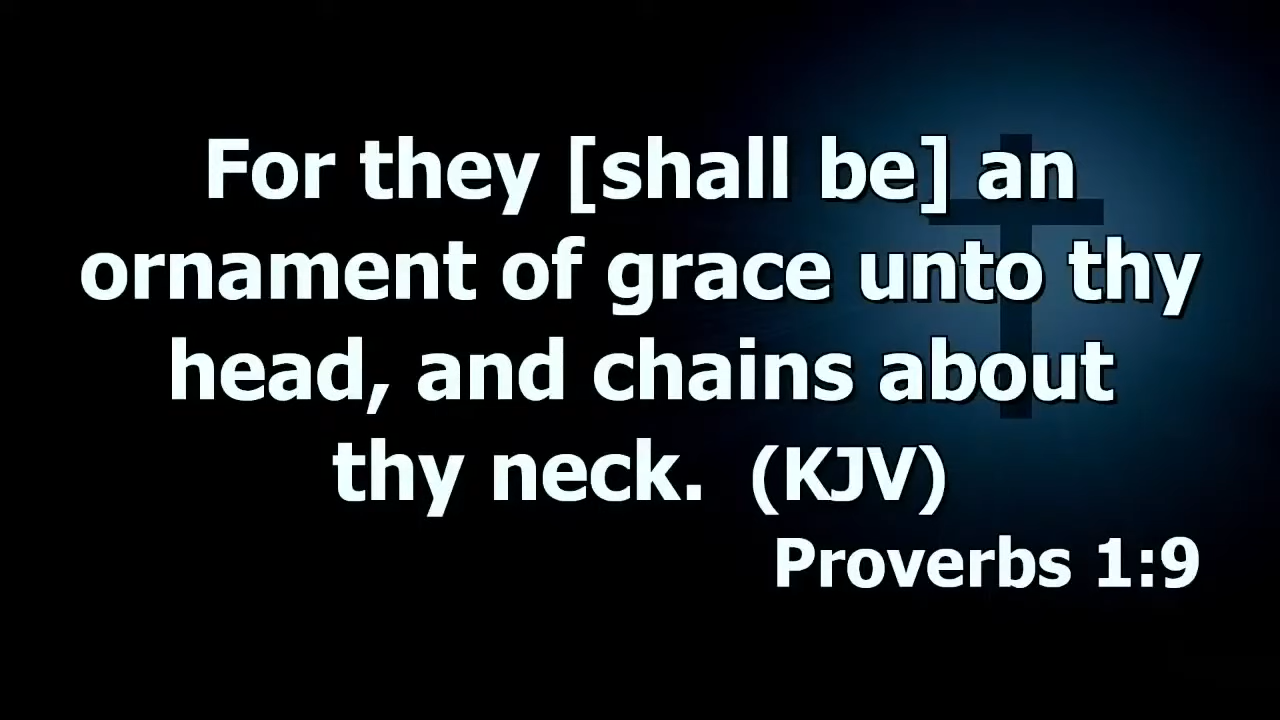 For they [shall be] an
ornament of grace unto thy
head, and chains about
thy neck. (KJV)
Proverbs 1:9